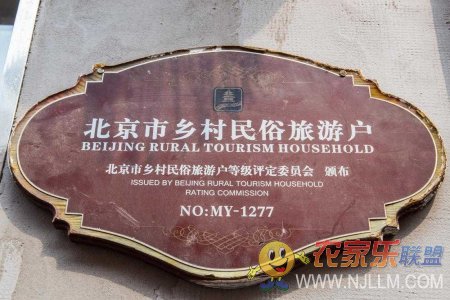 北京市乡村民俗旅游户
BEIJING RURAL TOURISM HOUSEHOLD
北京市乡村民俗旅游户等级评定委员会 颁布
ISSUED BY BEIJING RURAL TOURISM HOUSEHOLD
RATING COMMISSION
NO:MY-1277
农家乐联盟
WWW.NJLLM.COM